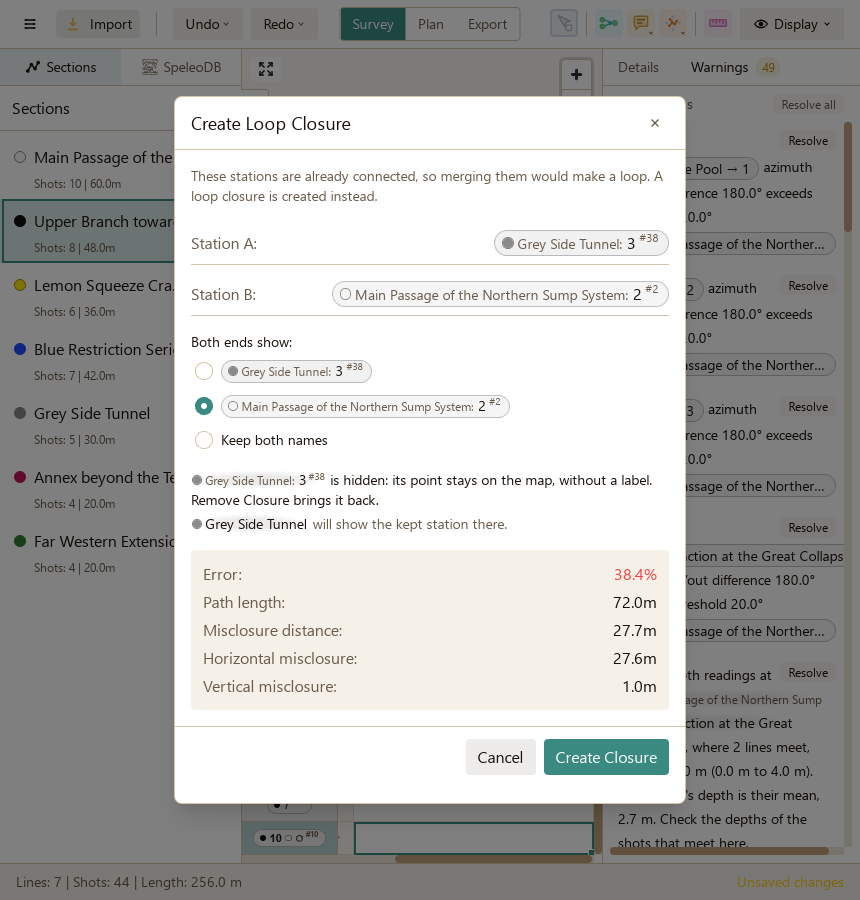 Import
Undo
Redo
Survey
Plan
Export
Display
Sections
SpeleoDB
Details
Warnings 49
Sections
Resolve all
Main Passage of the
Shots: 10 | 60.0m
Upper Branch towar
Shots: 8 | 48.0m
Lemon Squeeze Cra
Shots: 6 | 36.0m
Blue Restriction Seri
Shots: 7 | 42.0m
Grey Side Tunnel
Shots: 5 | 30.0m
Annex beyond the Te
Shots: 4 | 20.0m
Far Western Extensi
Shots: 4 | 20.0m
Create Loop Closure
×
These stations are already connected, so merging them would make a loop. A
loop closure is created instead.
Station A:
Grey Side Tunnel: 3 #38
Station B:
Main Passage of the Northern Sump System: 2 #2
Both ends show:
Grey Side Tunnel: 3 #38
Main Passage of the Northern Sump System: 2 #2
Keep both names
Grey Side Tunnel: 3 #38 is hidden: its point stays on the map, without a label.
Remove Closure brings it back.
Grey Side Tunnel will show the kept station there.
Error: 38.4%
Path length: 72.0m
Misclosure distance: 27.7m
Horizontal misclosure: 27.6m
Vertical misclosure: 1.0m
Cancel
Create Closure
10 #10
Resolve
e Pool → 1 azimuth
rence 180.0° exceeds
0.0°
assage of the Norther...
Resolve
2 azimuth
rence 180.0° exceeds
0.0°
assage of the Norther...
Resolve
3 azimuth
rence 180.0° exceeds
0.0°
assage of the Norther...
Resolve
ction at the Great Collaps
/out difference 180.0°
reshold 20.0°
assage of the Norther...
Resolve
th readings at
age of the Northern Sump
ction at the Great
, where 2 lines meet,
0 m (0.0 m to 4.0 m).
's depth is their mean,
2.7 m. Check the depths of the
shots that meet here.
Lines: 7 | Shots: 44 | Length: 256.0 m
Unsaved changes